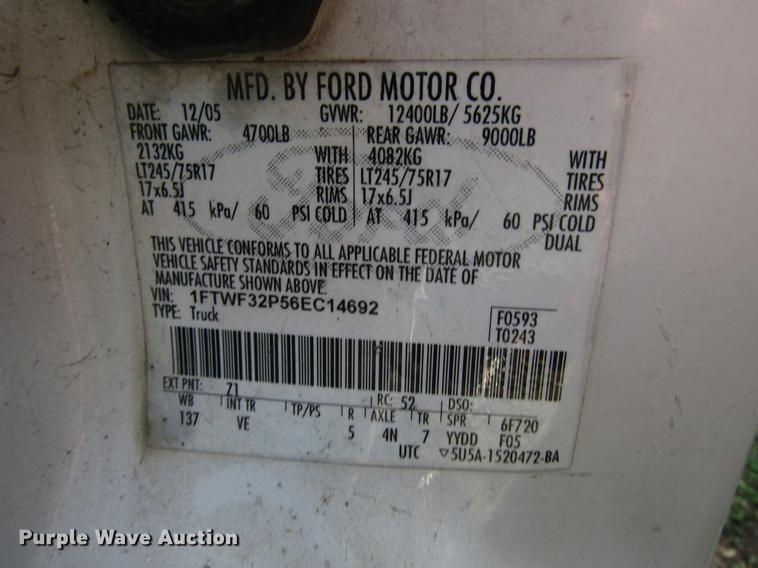 MFD. BY FORD MOTOR CO.
DATE: 12/05 GVWR: 12400LB/ 5625KG
FRONT GAWR: 4700LB REAR GAWR: 9000LB
2132KG WITH 4082KG WITH
LT245/75R17 TIRES LT245/75R17 TIRES
17x6.5J RIMS 17x6.5J RIMS
AT 415 kPa/ 60 PSI COLD AT 415 kPa/ 60 PSI COLD
DUAL
THIS VEHICLE CONFORMS TO ALL APPLICABLE FEDERAL MOTOR
VEHICLE SAFETY STANDARDS IN EFFECT ON THE DATE OF
MANUFACTURE SHOWN ABOVE.
VIN: 1FTWF32P56EC14692
TYPE: Truck
F0593
T0243
EXT PNT: Z1 RC: 52 DSO:
WB INT TR TP/PS R AXLE TR SPR 6F720
137 VE 5 4N 7 YYDD F05
UTC ▽5U5A-1520472-BA
Purple Wave Auction